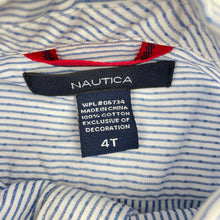 NAUTICA
WPL#06734
MADE IN CHINA
100% COTTON
EXCLUSIVE OF
DECORATION
4T